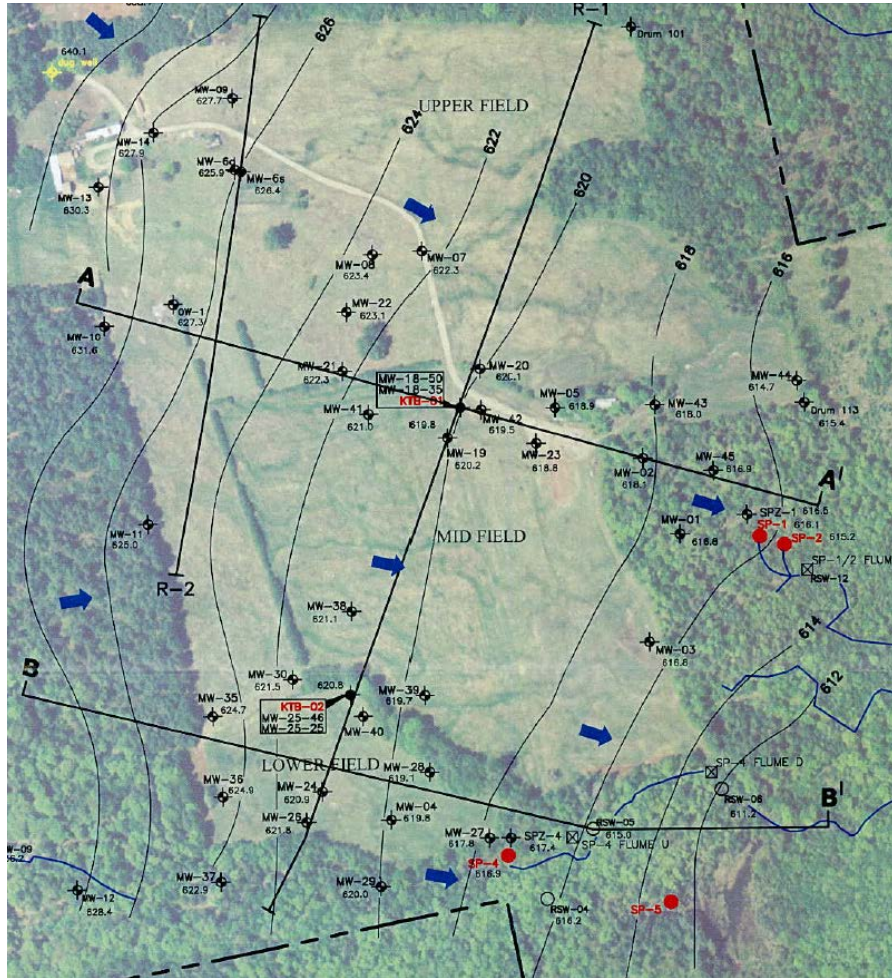 640.1
dug well
626
R-1
Drum 101
MW-09
627.7
UPPER FIELD
MW-14
627.9
624
622
MW-6d
625.9
MW-6s
626.4
620
MW-13
630.3
MW-08
623.4
MW-07
622.3
618
616
A
OW-1
627.3
MW-22
623.1
MW-10
631.6
MW-21
622.3
MW-18-50
MW-18-35
KTB-01
619.8
MW-20
620.1
MW-44
614.7
MW-41
621.0
MW-42
619.5
MW-05
618.9
MW-43
618.0
Drum 113
615.4
MW-19
620.2
MW-23
618.8
MW-02
618.1
MW-45
616.9
A'
MW-11
625.0
MID FIELD
MW-01
616.8
SPZ-1
616.5
SP-1
616.1
SP-2
615.2
SP-1/2 FLUM
RSW-12
R-2
MW-38
621.1
MW-03
616.8
614
B
MW-30
621.5
620.8
KTB-02
MW-25-46
MW-25-25
MW-39
619.7
612
MW-35
624.7
MW-40
LOWER FIELD
MW-28
619.1
SP-4 FLUME D
MW-36
624.9
MW-24
620.9
RSW-06
611.2
B'
MW-26
621.8
MW-04
619.8
MW-27
617.8
SPZ-4
617.4
RSW-05
615.0
SP-4 FLUME U
SP-4
616.9
MW-37
622.9
MW-29
620.0
MW-12
628.4
RSW-04
616.2
SP-5